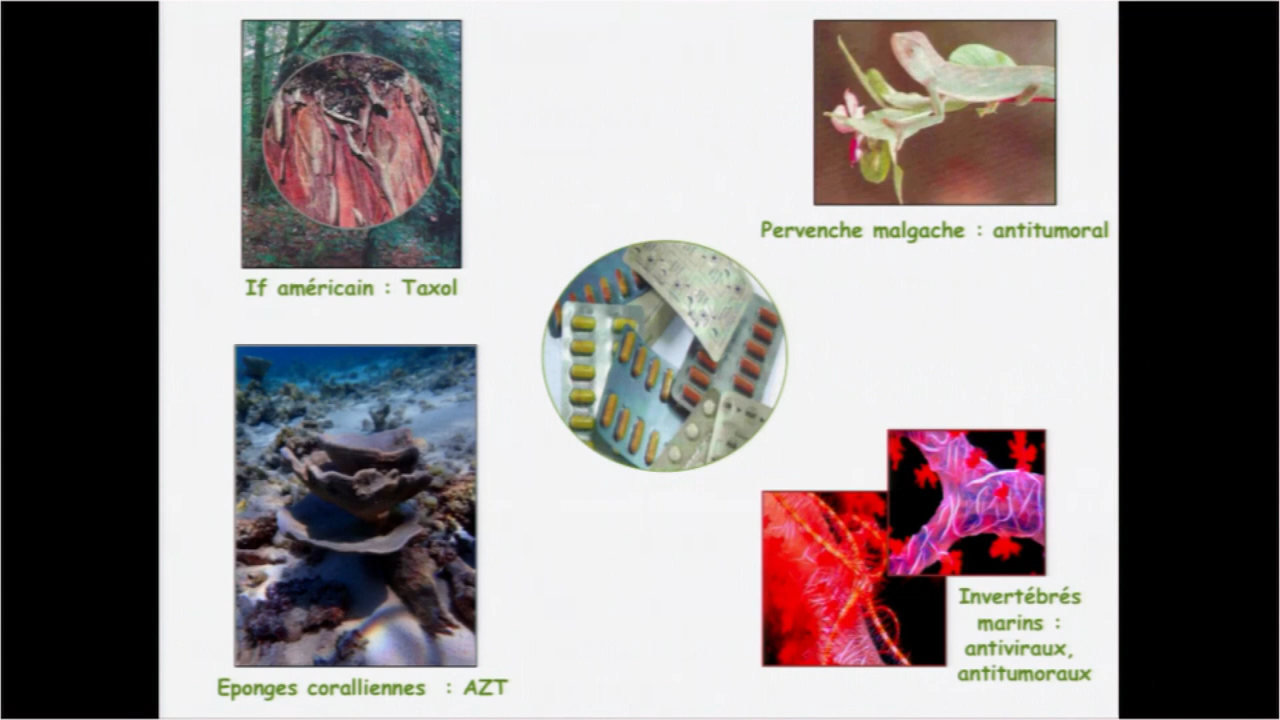 Pervenche malgache : antitumoral
If américain : Taxol
Invertébrés
marins :
antiviraux,
antitumoraux
Eponges coralliennes : AZT